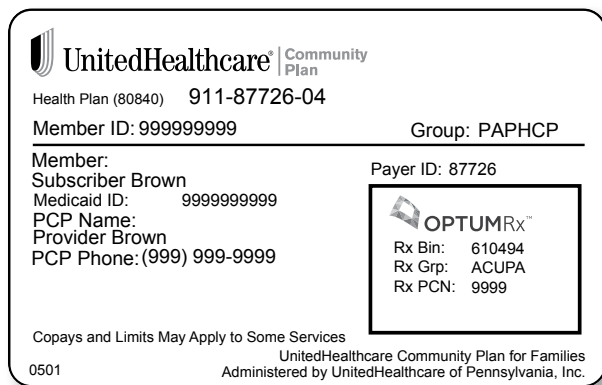 UnitedHealthcare® | Community Plan
Health Plan (80840) 911-87726-04
Member ID: 999999999 Group: PAPHCP
Member:
Subscriber Brown
Medicaid ID: 9999999999
PCP Name:
Provider Brown
PCP Phone: (999) 999-9999
Payer ID: 87726
OPTUMRx™
Rx Bin: 610494
Rx Grp: ACUPA
Rx PCN: 9999
Copays and Limits May Apply to Some Services
UnitedHealthcare Community Plan for Families
0501 Administered by UnitedHealthcare of Pennsylvania, Inc.